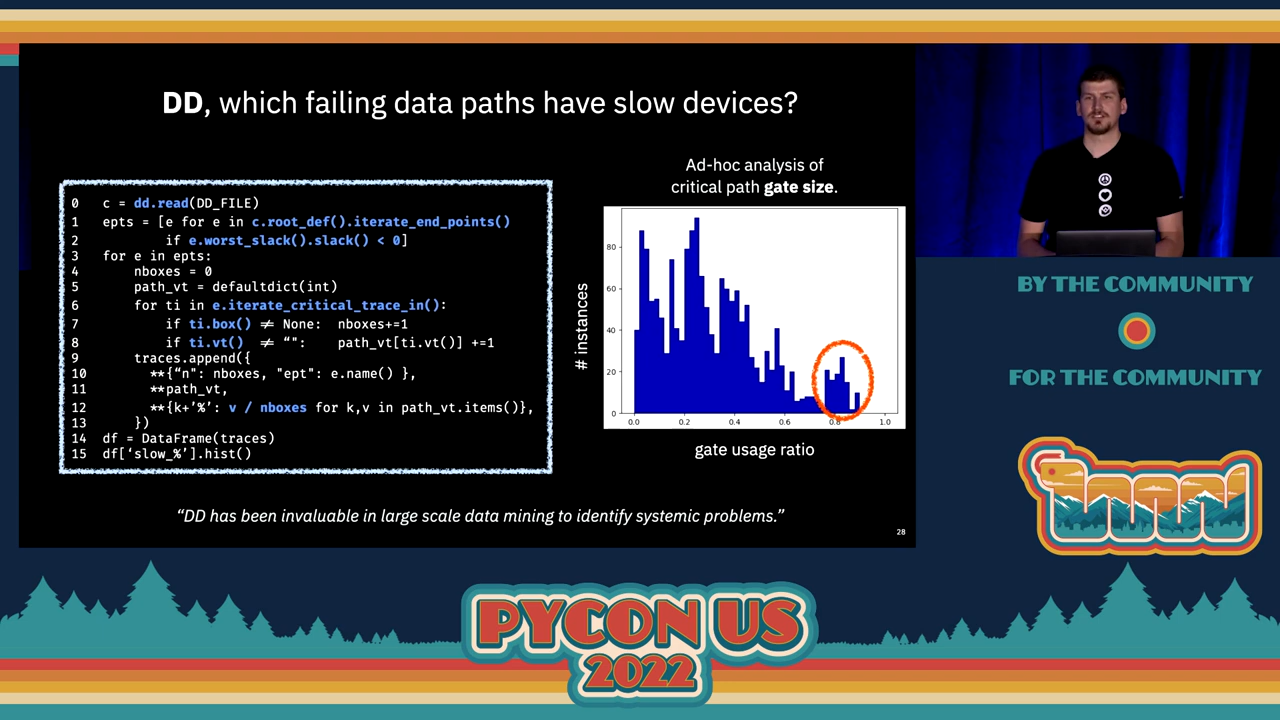 DD, which failing data paths have slow devices?
0 c = dd.read(DD_FILE)
1 epts = [e for e in c.root_def().iterate_end_points()
2 if e.worst_slack().slack() < 0]
3 for e in epts:
4 nboxes = 0
5 path_vt = defaultdict(int)
6 for ti in e.iterate_critical_trace_in():
7 if ti.box() ≠ None: nboxes+=1
8 if ti.vt() ≠ “": path_vt[ti.vt()] +=1
9 traces.append({
10 **{“n": nboxes, "ept": e.name() },
11 **path_vt,
12 **{k+’%’: v / nboxes for k,v in path_vt.items()},
13 })
14 df = DataFrame(traces)
15 df[‘slow_%’].hist()
Ad-hoc analysis of
critical path gate size.
# instances
80
60
40
20
0
0.0 0.2 0.4 0.6 0.8 1.0
gate usage ratio
“DD has been invaluable in large scale data mining to identify systemic problems.”
28
BY THE COMMUNITY
FOR THE COMMUNITY
PYCON US
2022